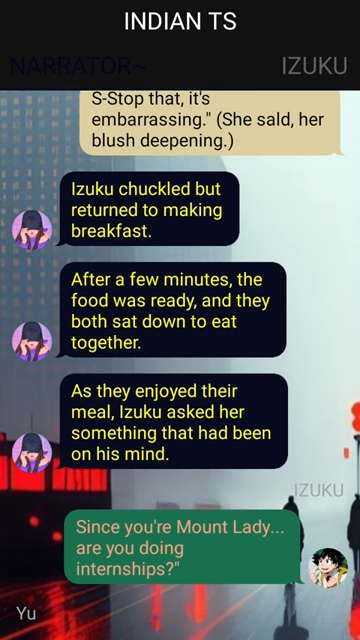 INDIAN TS
NARRATOR~
IZUKU
S-Stop that, it's
embarrassing." (She sald, her
blush deepening.)
Izuku chuckled but
returned to making
breakfast.
After a few minutes, the
food was ready, and they
both sat down to eat
together.
As they enjoyed their
meal, Izuku asked her
something that had been
on his mind.
IZUKU
Since you're Mount Lady...
are you doing
internships?"
Yu